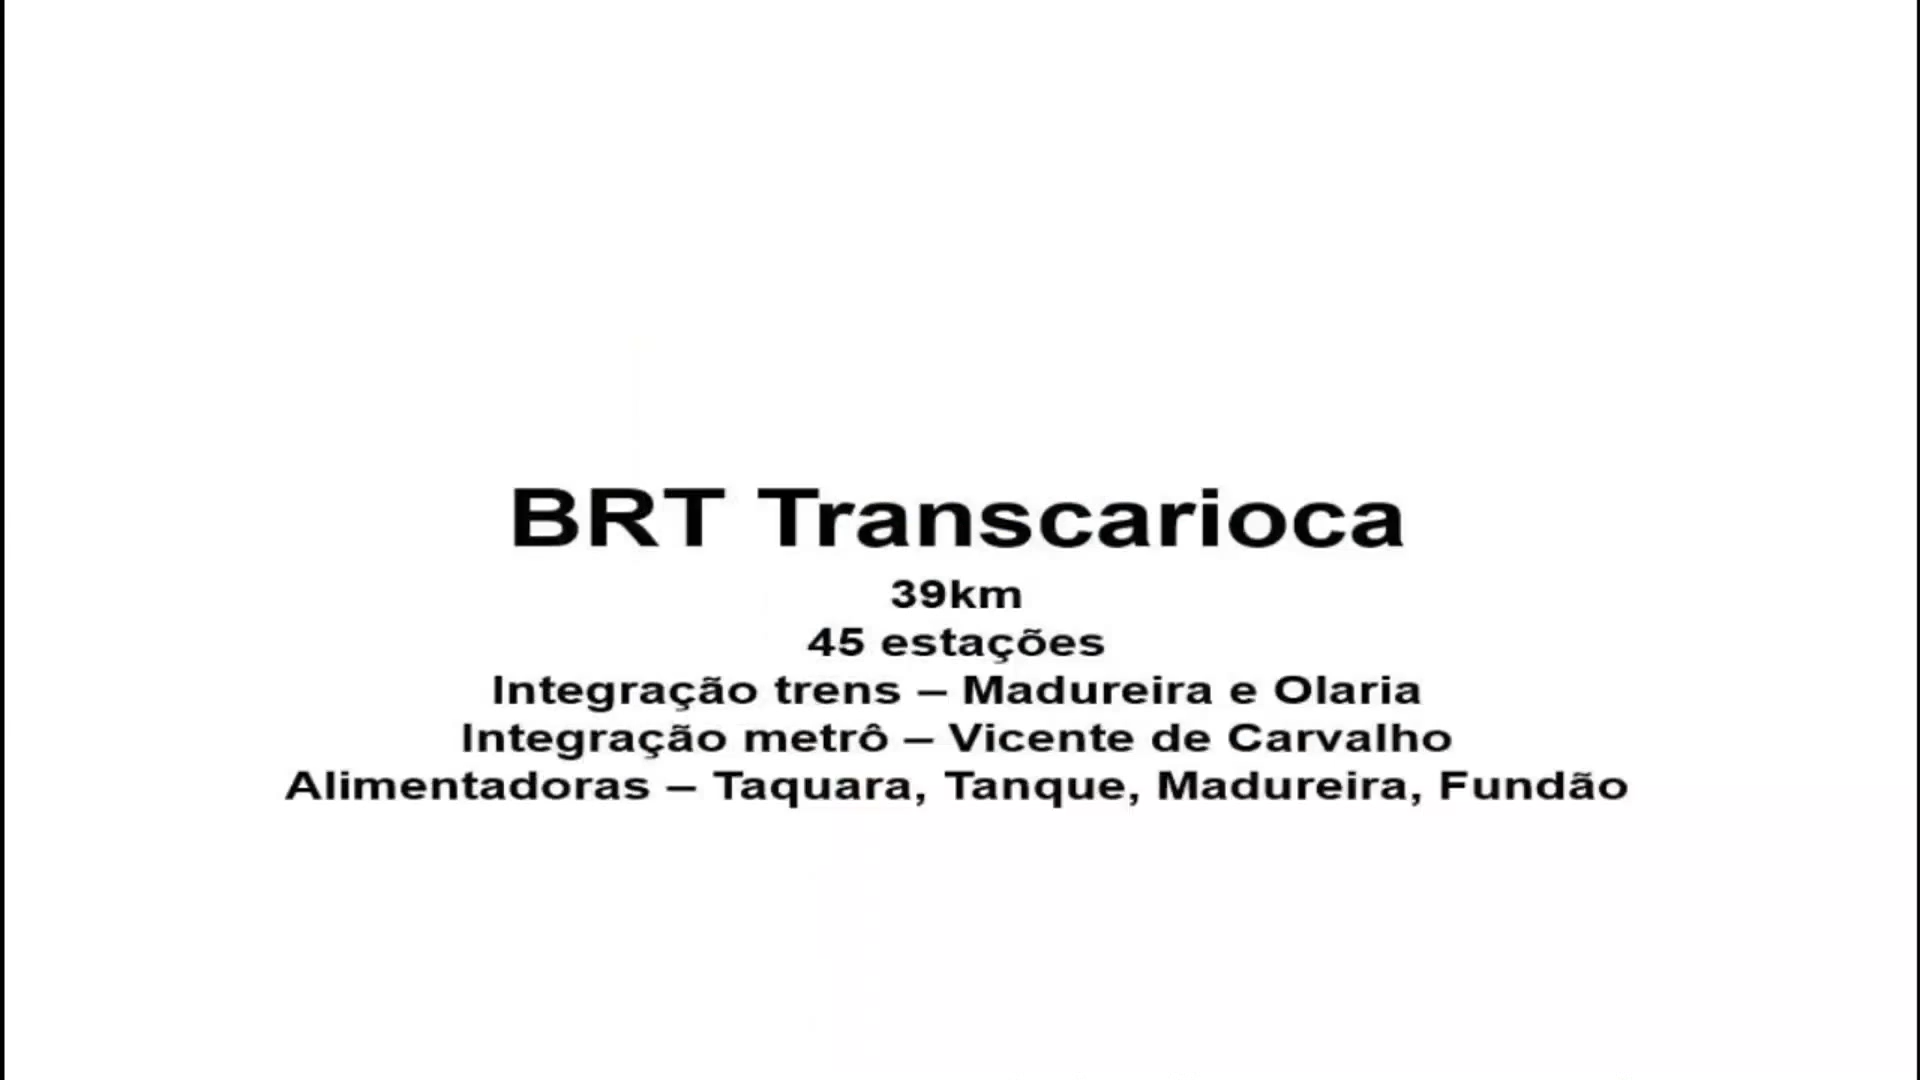 BRT Transcarioca
39km
45 estações
Integração trens – Madureira e Olaria
Integração metrô – Vicente de Carvalho
Alimentadoras – Taquara, Tanque, Madureira, Fundão